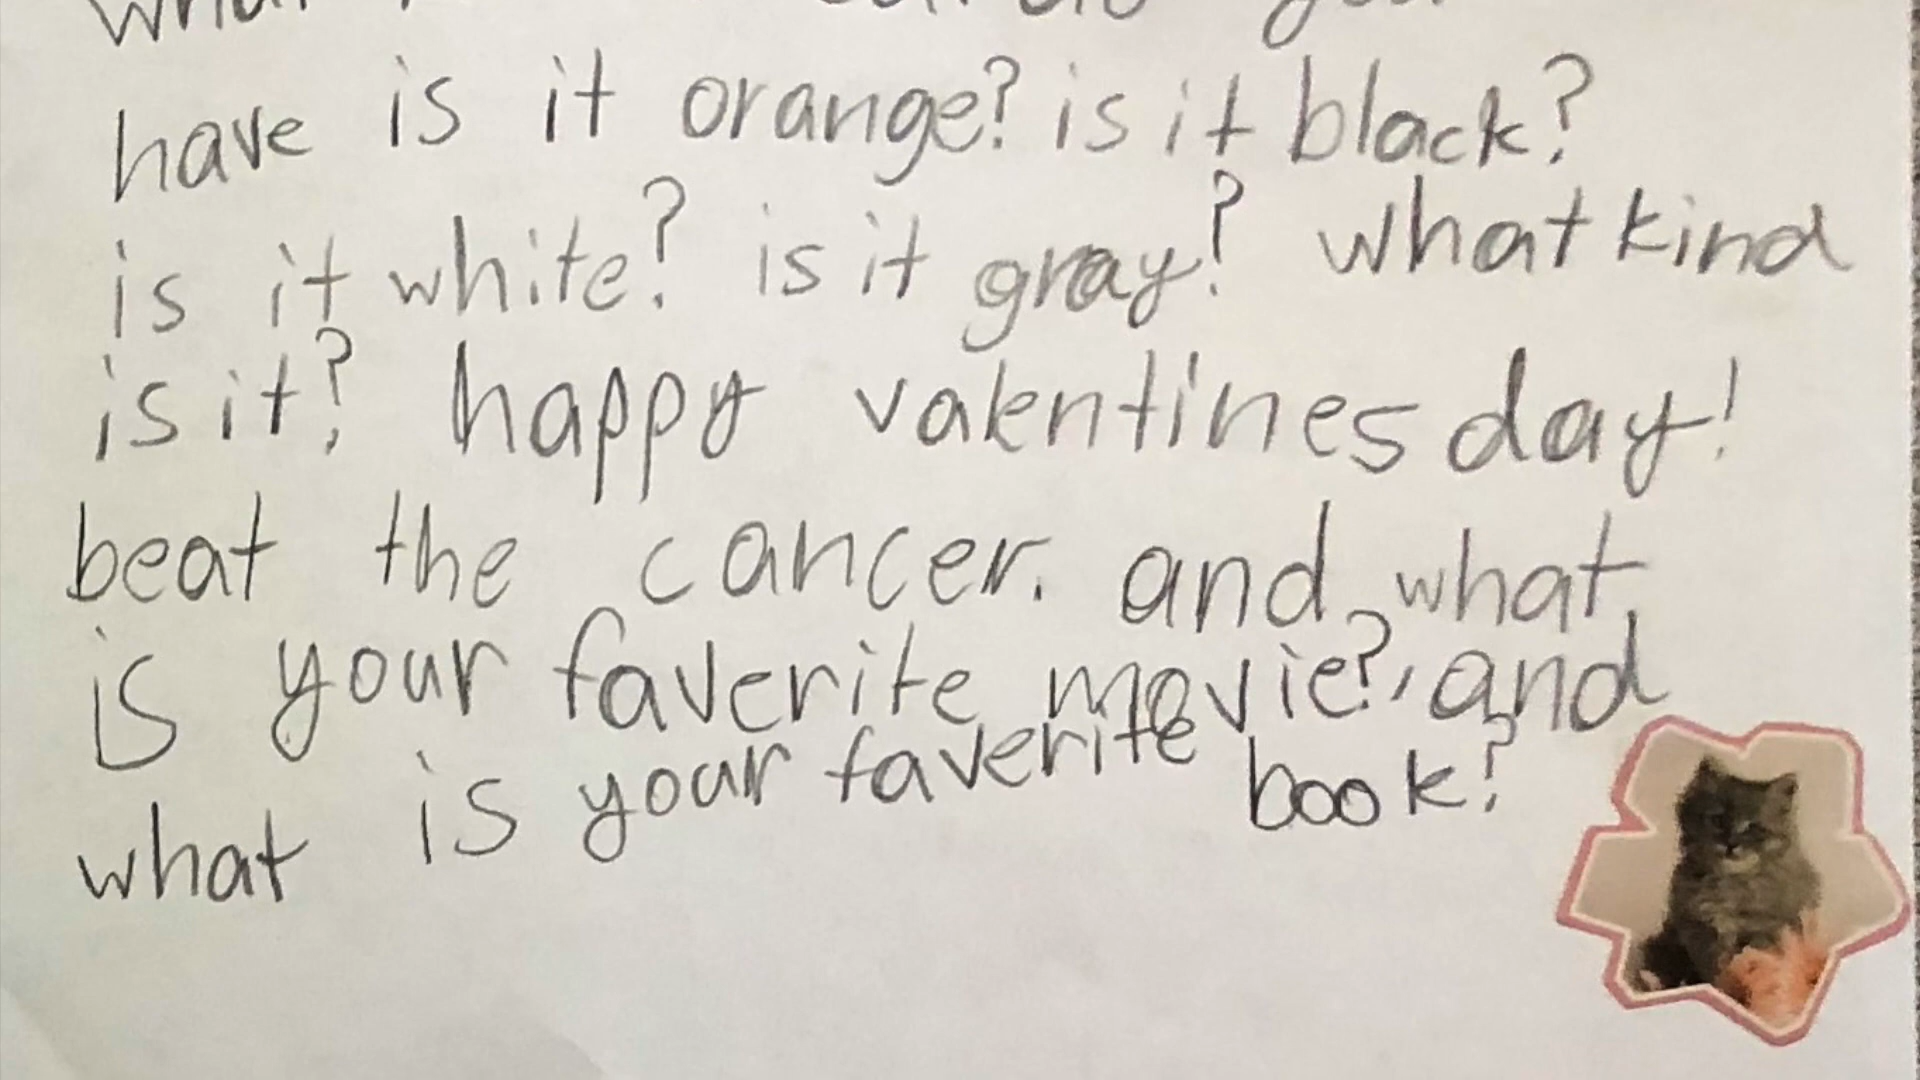 have is it orange? is it black?
is it white? is it gray? what kind
is it? happy valentines day!
beat the cancer. and what
is your faverite movie?, and
what is your faverite book?